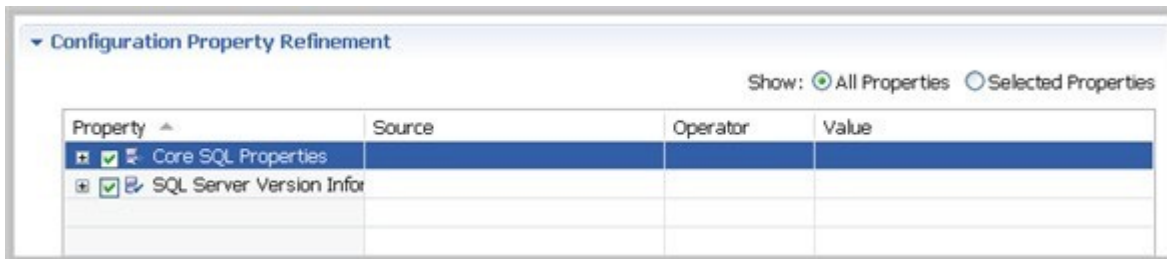 Configuration Property Refinement
Show: All Properties Selected Properties
Property Source Operator Value
Core SQL Properties
SQL Server Version Infor